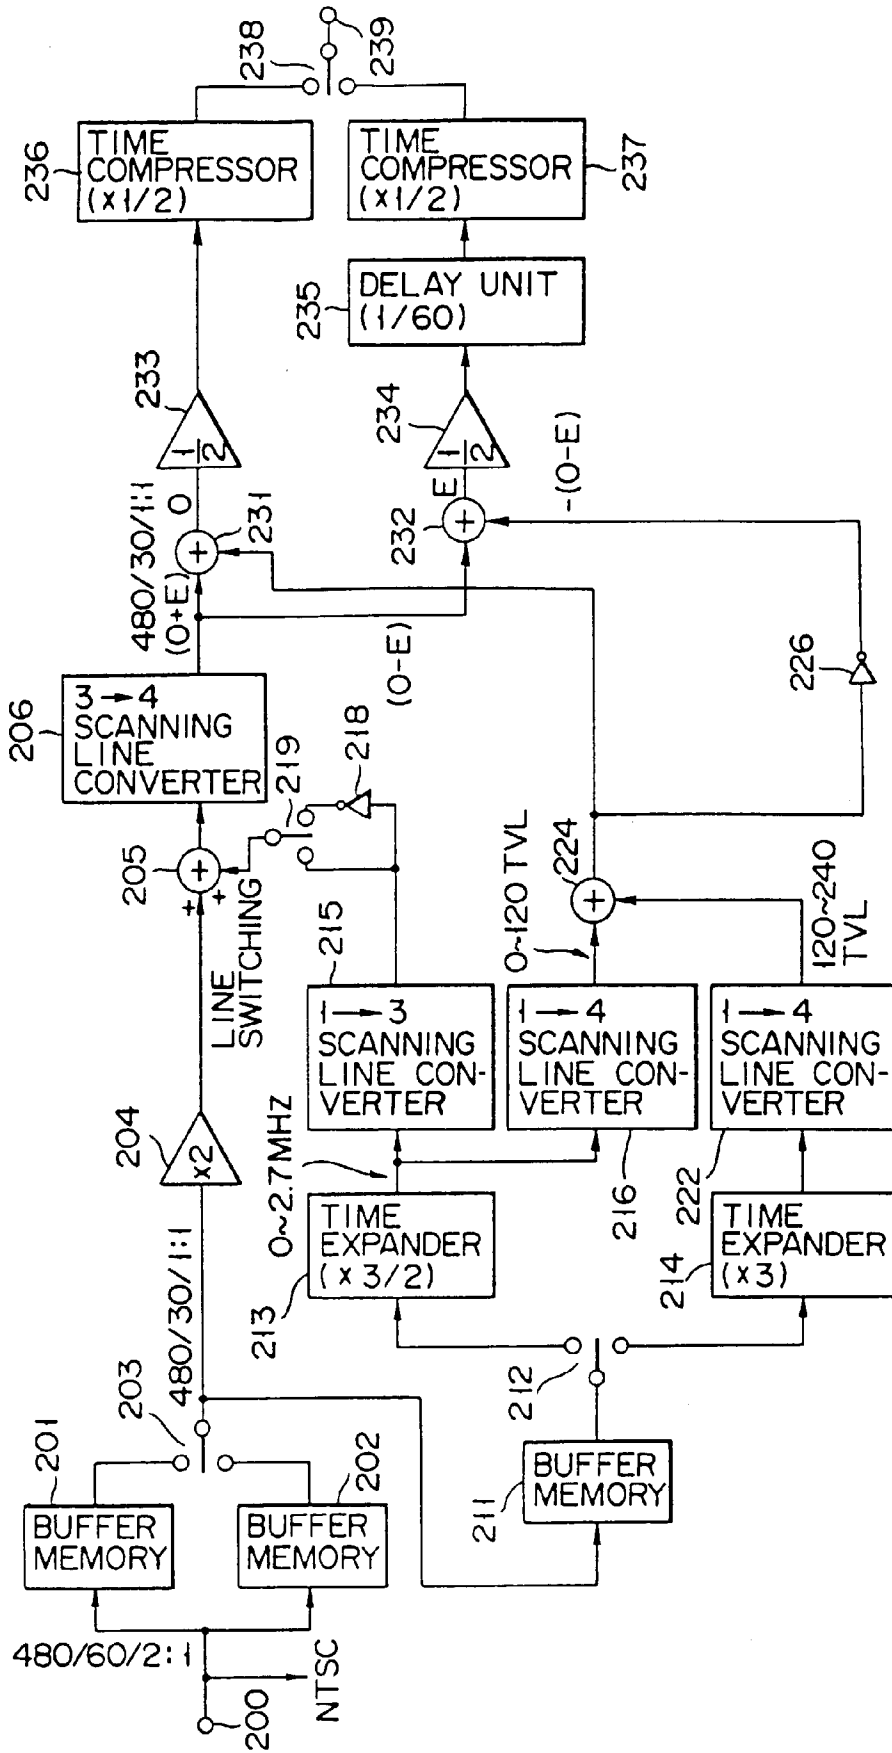 480/60/2:1
200
NTSC
201
BUFFER
MEMORY
BUFFER
MEMORY
202
203
480/30/1:1
204
×2
LINE
SWITCHING
205
+
+
+
206
3→4
SCANNING
LINE
CONVERTER
480/30/1:1
(O+E)
O
+
231
1/2
233
236
TIME
COMPRESSOR
(×1/2)
238
239
211
BUFFER
MEMORY
212
213
TIME
EXPANDER
(×3/2)
0~2.7MHZ
215
1→3
SCANNING
LINE CON-
VERTER
219
218
(O-E)
232
+
E
1/2
234
235
DELAY UNIT
(1/60)
TIME
COMPRESSOR
(×1/2)
237
216
1→4
SCANNING
LINE CON-
VERTER
0~120 TVL
+
224
214
TIME
EXPANDER
(×3)
222
1→4
SCANNING
LINE CON-
VERTER
120~240
TVL
226
-(O-E)